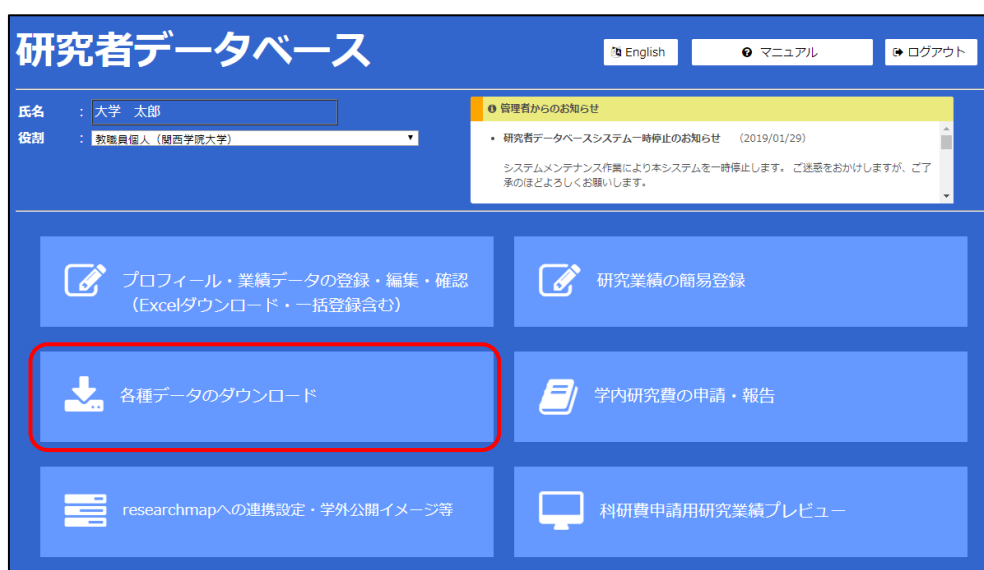 研究者データベース
English
マニュアル
ログアウト
氏名 : 大学 太郎
役割 : 教職員個人（関西学院大学）
管理者からのお知らせ
• 研究者データベースシステム一時停止のお知らせ （2019/01/29）
システムメンテナンス作業により本システムを一時停止します。 ご迷惑をおかけしますが、ご了
承のほどよろしくお願いします。
プロフィール・業績データの登録・編集・確認
（Excelダウンロード・一括登録含む）
研究業績の簡易登録
各種データのダウンロード
学内研究費の申請・報告
researchmapへの連携設定・学外公開イメージ等
科研費申請用研究業績プレビュー